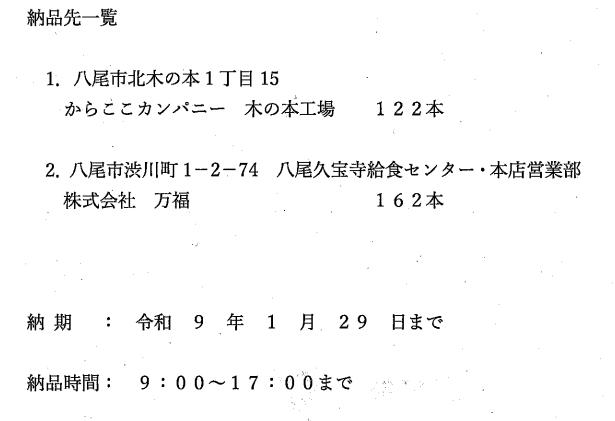 納品先一覧
1. 八尾市北木の本1丁目15
からここカンパニー　木の本工場　　１２２本
2. 八尾市渋川町1－2－74　八尾久宝寺給食センター・本店営業部
株式会社　万福　　１６２本
納 期　：　令和　９　年　１　月　２９　日まで
納品時間：　９：００～１７：００まで